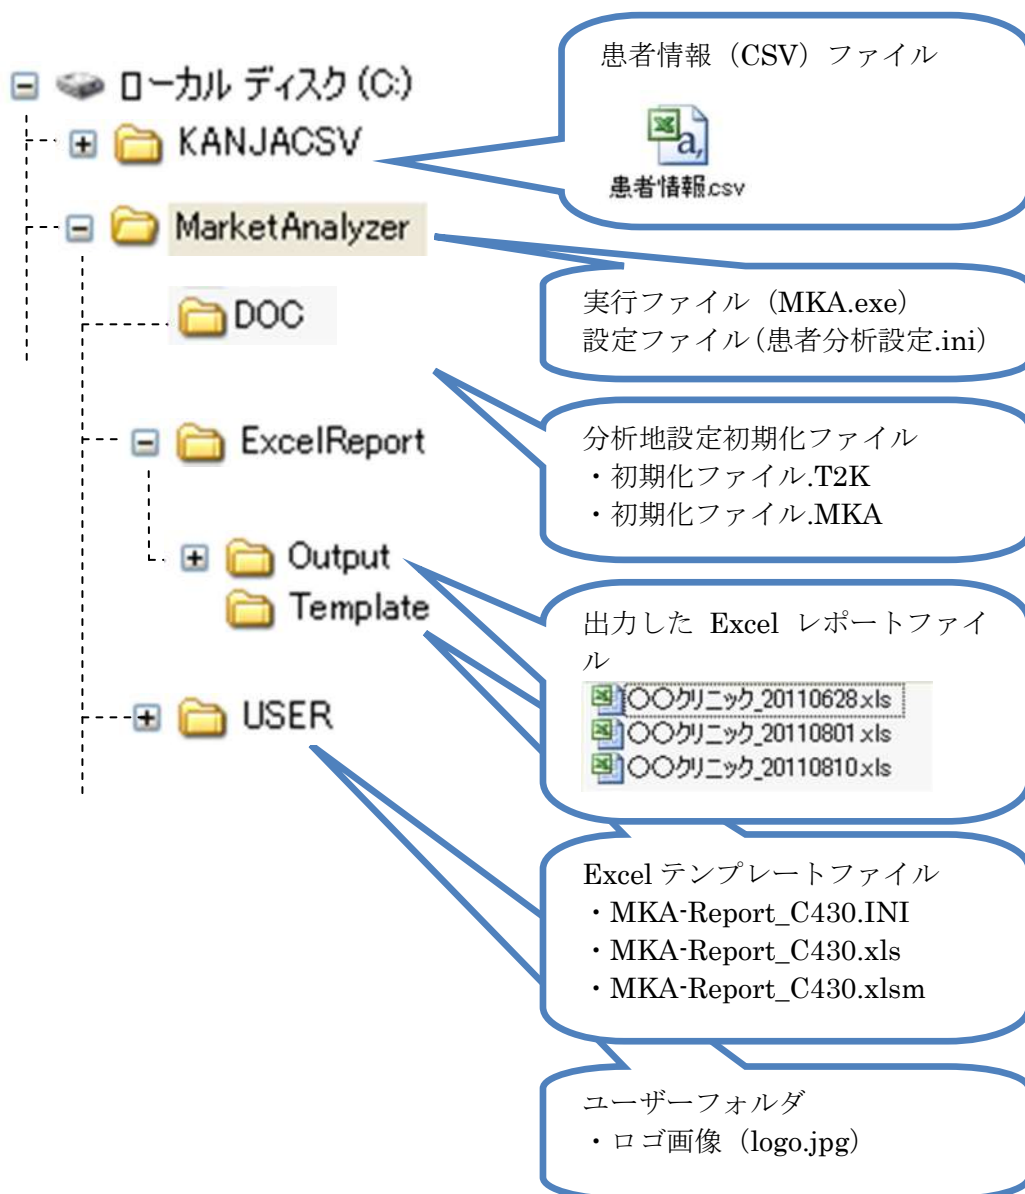 ローカル ディスク (C:)
KANJACSV
MarketAnalyzer
DOC
ExcelReport
Output
Template
USER
患者情報（CSV）ファイル
患者情報.csv
実行ファイル（MKA.exe）
設定ファイル（患者分析設定.ini）
分析地設定初期化ファイル
・初期化ファイル.T2K
・初期化ファイル.MKA
出力した Excel レポートファイ
ル
〇〇クリニック_20110628.xls
〇〇クリニック_20110801.xls
〇〇クリニック_20110810.xls
Excel テンプレートファイル
・MKA-Report_C430.INI
・MKA-Report_C430.xls
・MKA-Report_C430.xlsm
ユーザーフォルダ
・ロゴ画像（logo.jpg）